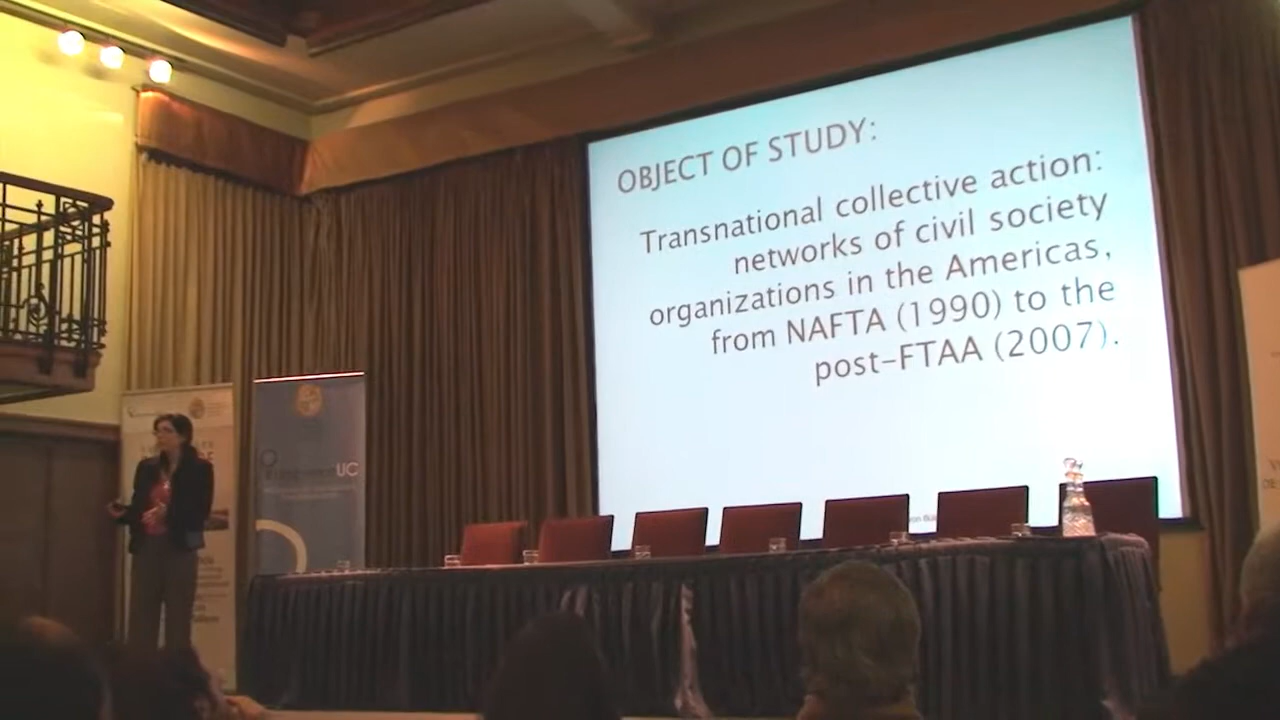 OBJECT OF STUDY:
Transnational collective action:
networks of civil society
organizations in the Americas,
from NAFTA (1990) to the
post-FTAA (2007).
UC